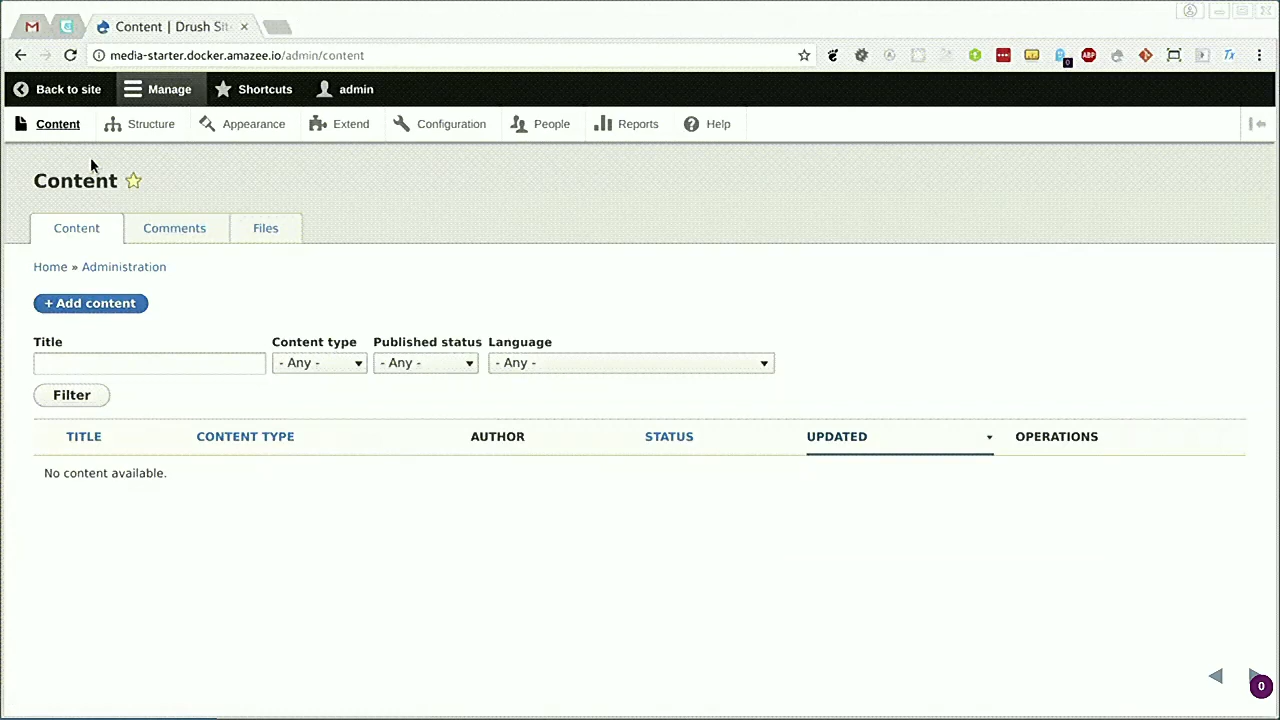 Content | Drush Sit
media-starter.docker.amazee.io/admin/content
Back to site Manage Shortcuts admin
Content Structure Appearance Extend Configuration People Reports Help
Content
Content Comments Files
Home » Administration
+ Add content
Title Content type Published status Language
- Any - - Any - - Any -
Filter
TITLE CONTENT TYPE AUTHOR STATUS UPDATED OPERATIONS
No content available.
0